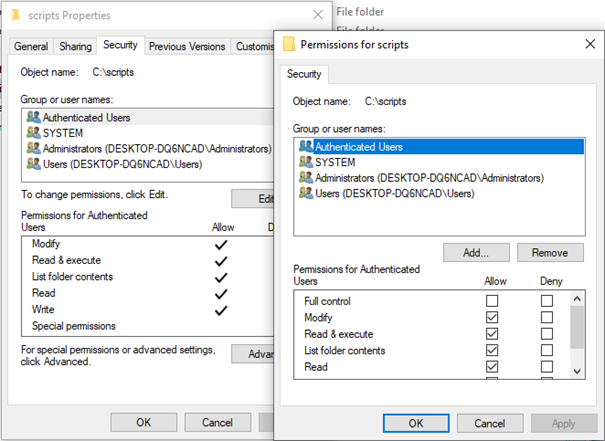 scripts Properties
General
Sharing
Security
Previous Versions
Customis
Object name: C:\scripts
Group or user names:
Authenticated Users
SYSTEM
Administrators (DESKTOP-DQ6NCAD\Administrators)
Users (DESKTOP-DQ6NCAD\Users)
To change permissions, click Edit.
Edit
Permissions for Authenticated
Users
Allow
D
Modify
Read & execute
List folder contents
Read
Write
Special permissions
For special permissions or advanced settings,
click Advanced.
Advan
OK
Cancel
File folder
File folder
Permissions for scripts
Security
Object name: C:\scripts
Group or user names:
Authenticated Users
SYSTEM
Administrators (DESKTOP-DQ6NCAD\Administrators)
Users (DESKTOP-DQ6NCAD\Users)
Add...
Remove
Permissions for Authenticated
Users
Allow
Deny
Full control
Modify
Read & execute
List folder contents
Read
OK
Cancel
Apply